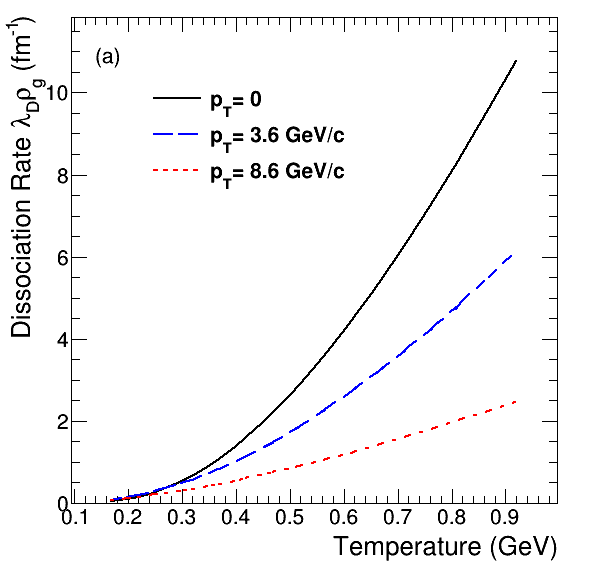 (a)
p_T= 0
p_T= 3.6 GeV/c
p_T= 8.6 GeV/c
Dissociation Rate λ_Dρ_g (fm⁻¹)
10
8
6
4
2
0
0.1 0.2 0.3 0.4 0.5 0.6 0.7 0.8 0.9
Temperature (GeV)